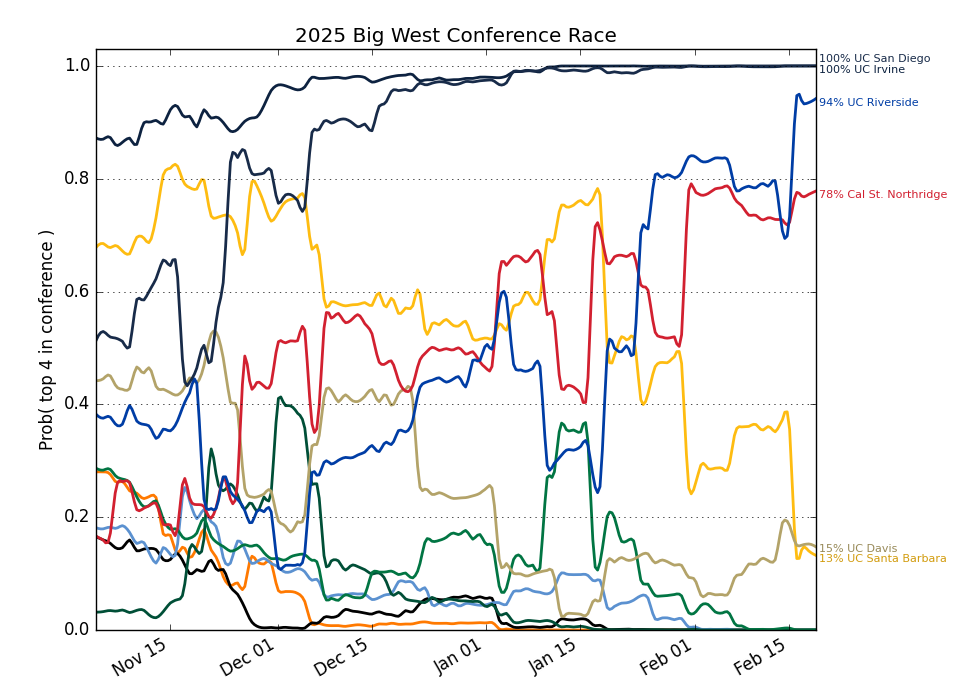 2025 Big West Conference Race
Prob( top 4 in conference )
1.0
0.8
0.6
0.4
0.2
0.0
Nov 15
Dec 01
Dec 15
Jan 01
Jan 15
Feb 01
Feb 15
100% UC San Diego
100% UC Irvine
94% UC Riverside
78% Cal St. Northridge
15% UC Davis
13% UC Santa Barbara